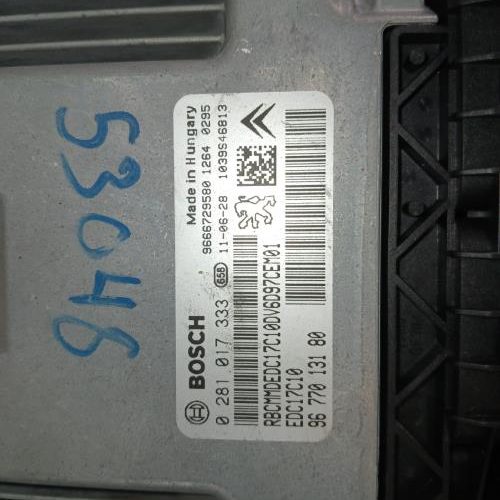 53048
Made in Hungary
9666729580 1264 0295
11-06-28 1039S46813
65B
BOSCH
0 281 017 333
RBCMMDEDC17C10DV6D97CEM01
EDC17C10
96 770 131 80